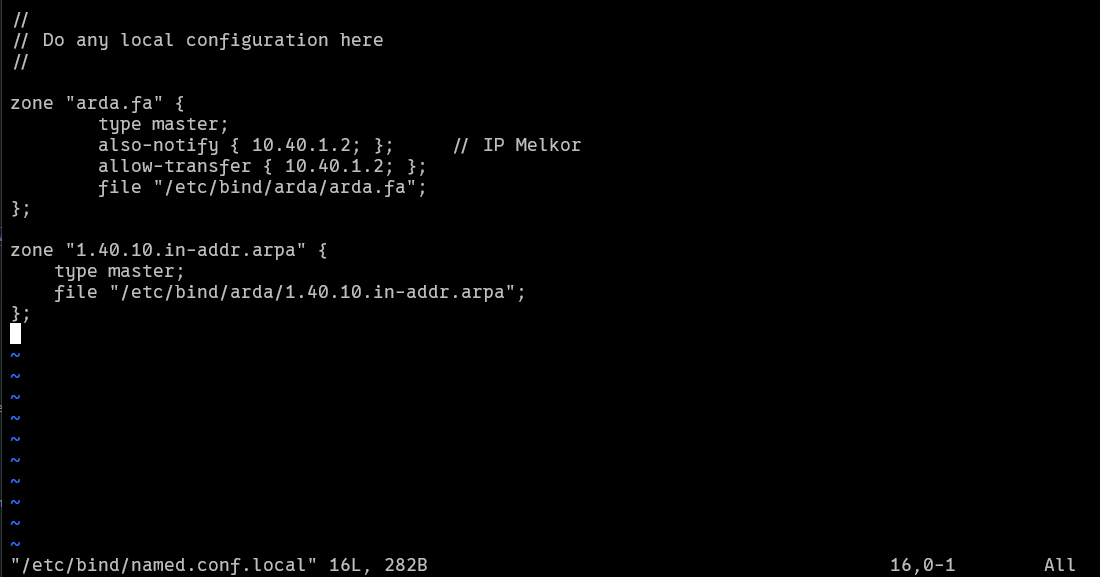 //
// Do any local configuration here
//
zone "arda.fa" {
        type master;
        also-notify { 10.40.1.2; };     // IP Melkor
        allow-transfer { 10.40.1.2; };
        file "/etc/bind/arda/arda.fa";
};
zone "1.40.10.in-addr.arpa" {
    type master;
    file "/etc/bind/arda/1.40.10.in-addr.arpa";
};
~
~
~
~
~
~
~
~
~
~
"/etc/bind/named.conf.local" 16L, 282B                                          16,0-1        All